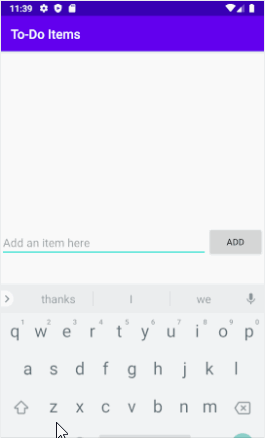 11:39
To-Do Items
Add an item here
ADD
thanks I we
1 2 3 4 5 6 7 8 9 0
q w e r t y u i o p
a s d f g h j k l
z x c v b n m